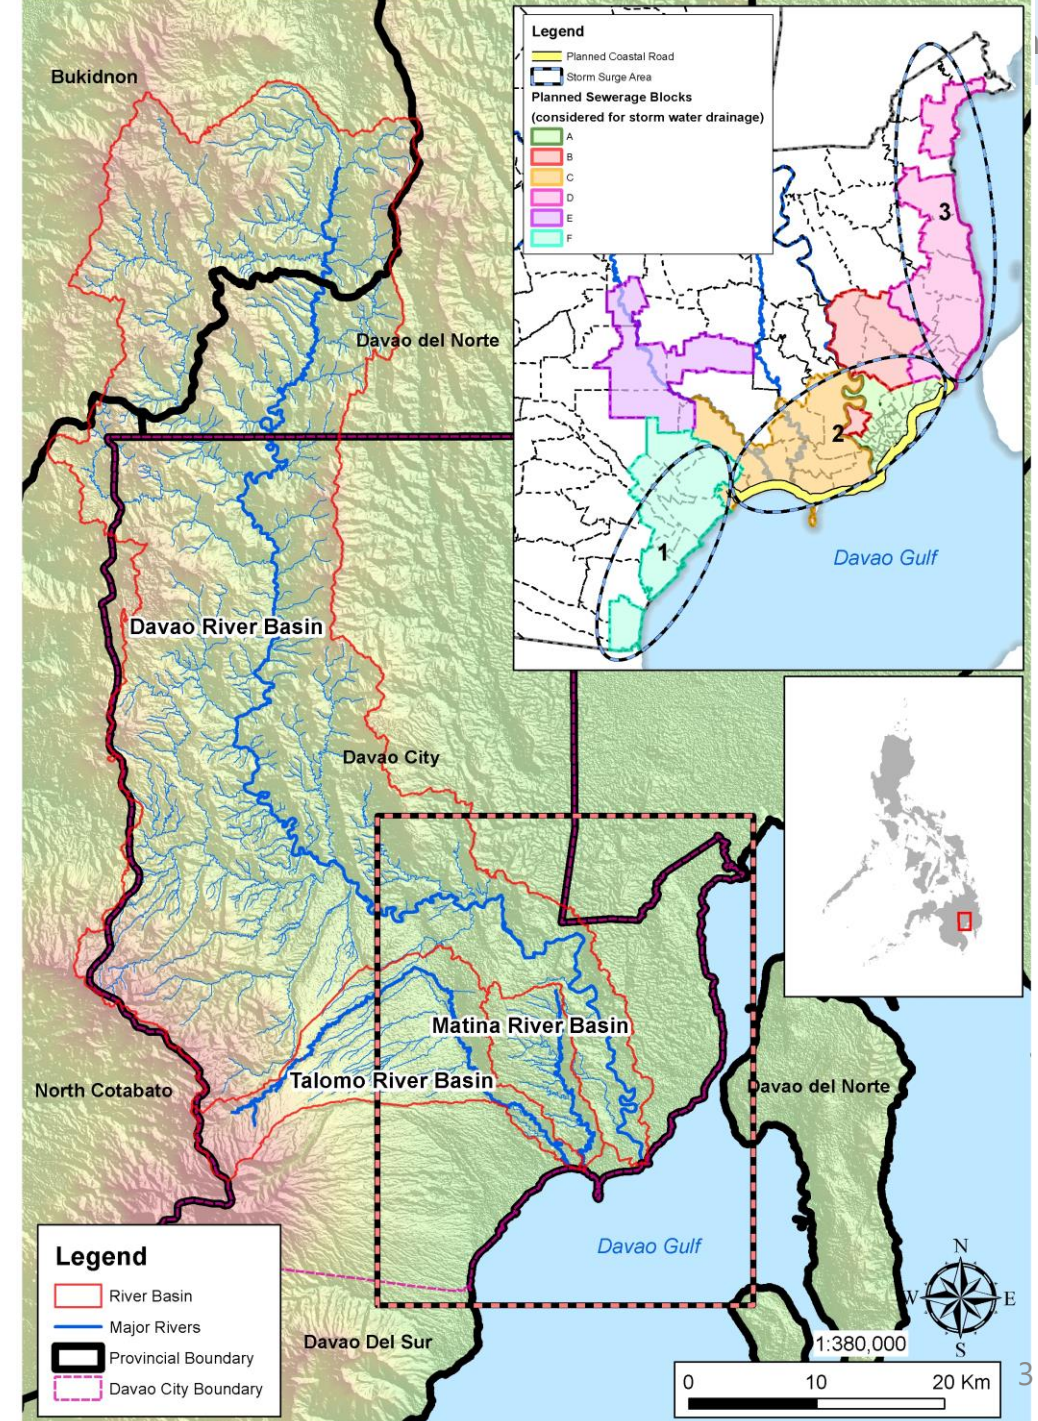 Bukidnon
Legend
Planned Coastal Road
Storm Surge Area
Planned Sewerage Blocks
(considered for storm water drainage)
A
B
C
D
E
F
3
2
1
Davao Gulf
Davao del Norte
Davao River Basin
Davao City
Matina River Basin
Talomo River Basin
North Cotabato
Davao del Norte
Davao Gulf
Davao Del Sur
Legend
River Basin
Major Rivers
Provincial Boundary
Davao City Boundary
N
W
E
S
1:380,000
0 10 20 Km
3